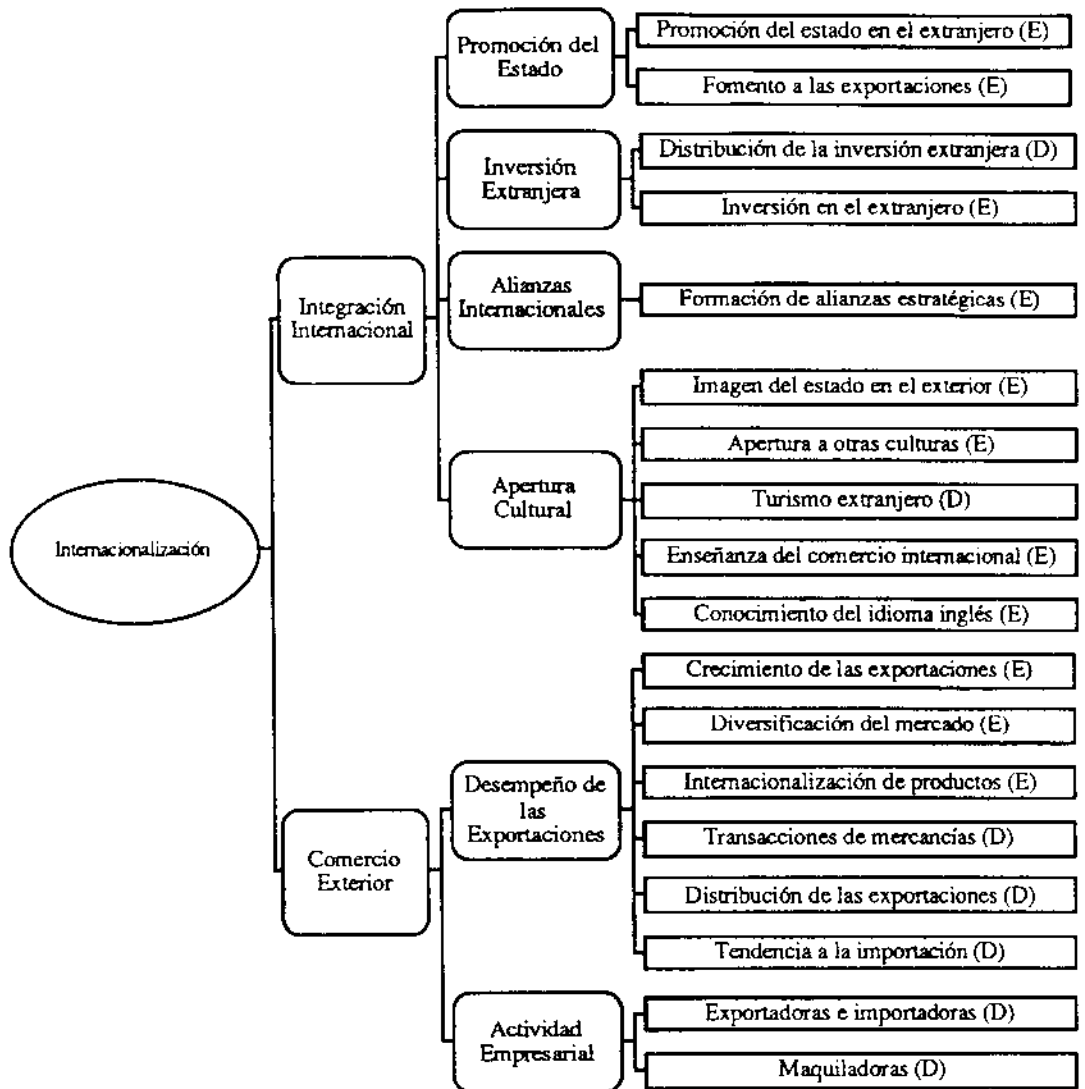 Internacionalización
Integración
Internacional
Promoción del
Estado
Promoción del estado en el extranjero (E)
Fomento a las exportaciones (E)
Inversión
Extranjera
Distribución de la inversión extranjera (D)
Inversión en el extranjero (E)
Alianzas
Internacionales
Formación de alianzas estratégicas (E)
Apertura
Cultural
Imagen del estado en el exterior (E)
Apertura a otras culturas (E)
Turismo extranjero (D)
Enseñanza del comercio internacional (E)
Conocimiento del idioma inglés (E)
Comercio
Exterior
Desempeño de
las
Exportaciones
Crecimiento de las exportaciones (E)
Diversificación del mercado (E)
Internacionalización de productos (E)
Transacciones de mercancías (D)
Distribución de las exportaciones (D)
Tendencia a la importación (D)
Actividad
Empresarial
Exportadoras e importadoras (D)
Maquiladoras (D)